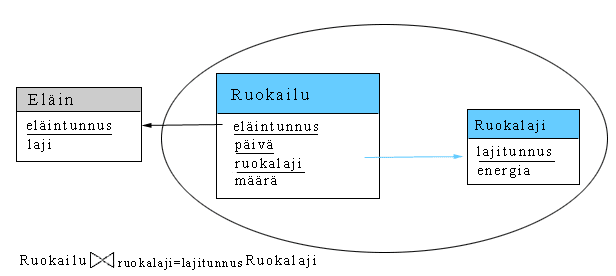 Eläin
eläintunnus
laji
Ruokailu
eläintunnus
päivä
ruokalaji
määrä
Ruokalaji
lajitunnus
energia
Ruokailu ⋈ ruokalaji=lajitunnus Ruokalaji